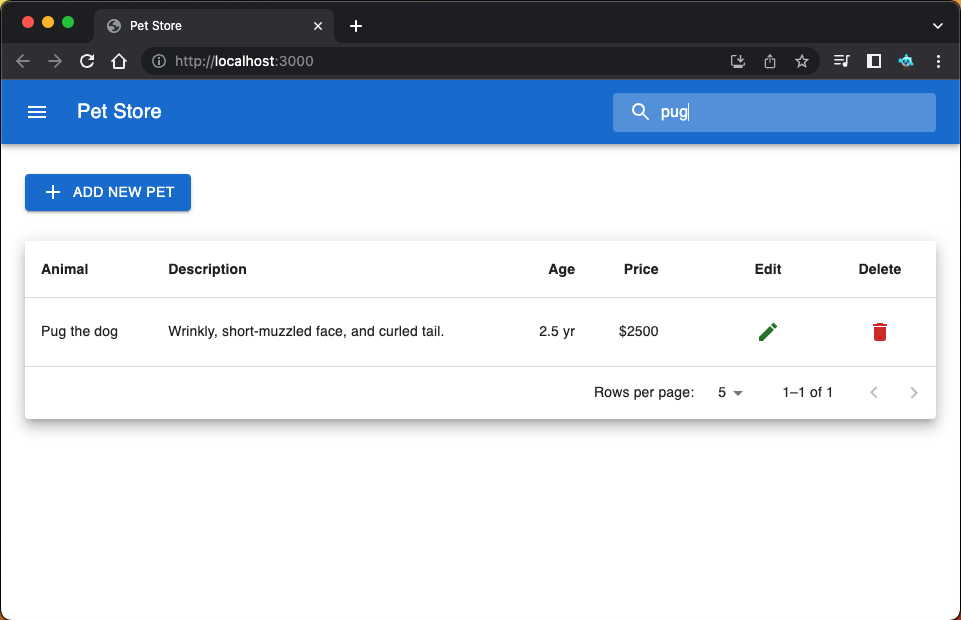 Pet Store
http://localhost:3000
Pet Store
pug
ADD NEW PET
Animal Description Age Price Edit Delete
Pug the dog Wrinkly, short-muzzled face, and curled tail. 2.5 yr $2500
Rows per page: 5 1–1 of 1